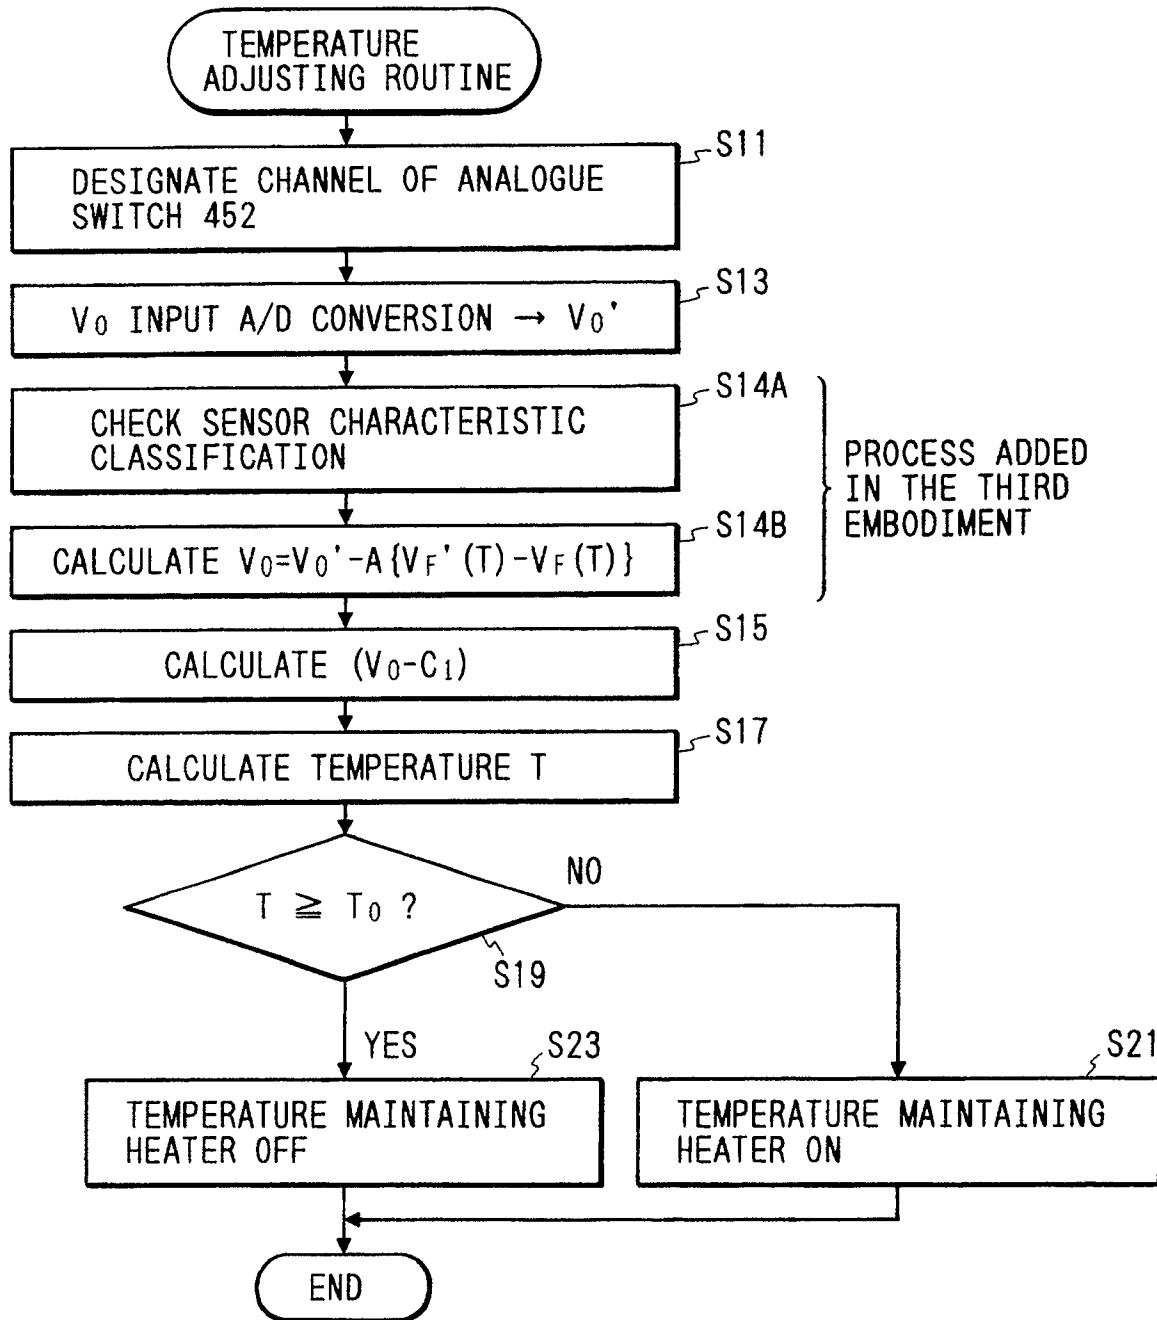 TEMPERATURE
ADJUSTING ROUTINE
S11
DESIGNATE CHANNEL OF ANALOGUE
SWITCH 452
S13
V₀ INPUT A/D CONVERSION → V₀'
S14A
CHECK SENSOR CHARACTERISTIC
CLASSIFICATION
PROCESS ADDED
IN THE THIRD
EMBODIMENT
S14B
CALCULATE V₀=V₀'-A{V_F'(T)-V_F(T)}
S15
CALCULATE (V₀-C₁)
S17
CALCULATE TEMPERATURE T
T ≧ T₀ ?
NO
S19
YES
S23
TEMPERATURE MAINTAINING
HEATER OFF
S21
TEMPERATURE MAINTAINING
HEATER ON
END